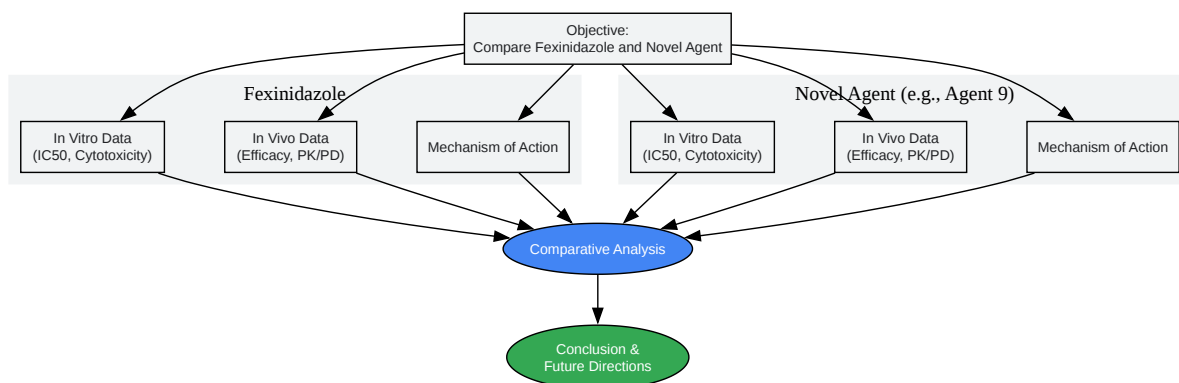 Objective:
Compare Fexinidazole and Novel Agent
Fexinidazole
Novel Agent (e.g., Agent 9)
In Vitro Data
(IC50, Cytotoxicity)
In Vivo Data
(Efficacy, PK/PD)
Mechanism of Action
In Vitro Data
(IC50, Cytotoxicity)
In Vivo Data
(Efficacy, PK/PD)
Mechanism of Action
Comparative Analysis
Conclusion &
Future Directions